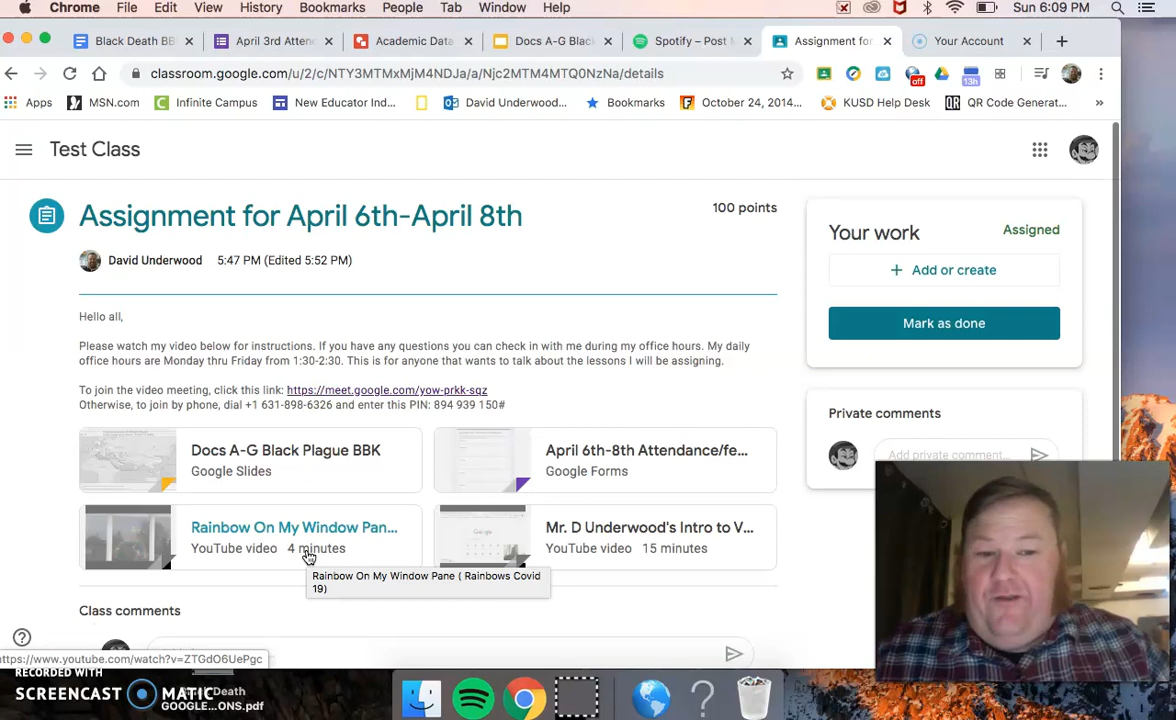 Chrome File Edit View History Bookmarks People Tab Window Help Sun 6:09 PM
Black Death BB April 3rd Atten Academic Data Docs A-G Black Spotify – Post M Assignment for Your Account
classroom.google.com/u/2/c/NTY3MTMxMjM4NDJa/a/Njc2MTM4MTQ0NzNa/details off 13h
Apps MSN.com Infinite Campus New Educator Ind... David Underwood... Bookmarks October 24, 2014... KUSD Help Desk QR Code Generat... »
Test Class
Assignment for April 6th-April 8th 100 points
David Underwood 5:47 PM (Edited 5:52 PM)
Your work Assigned
+ Add or create
Mark as done
Hello all,
Please watch my video below for instructions. If you have any questions you can check in with me during my office hours. My daily
office hours are Monday thru Friday from 1:30-2:30. This is for anyone that wants to talk about the lessons I will be assigning.
To join the video meeting, click this link: https://meet.google.com/yow-prkk-sqz
Otherwise, to join by phone, dial +1 631-898-6326 and enter this PIN: 894 939 150#
Private comments
Add private comment...
Docs A-G Black Plague BBK
Google Slides
April 6th-8th Attendance/fe...
Google Forms
Rainbow On My Window Pan...
YouTube video 4 minutes
Mr. D Underwood's Intro to V...
YouTube video 15 minutes
Rainbow On My Window Pane ( Rainbows Covid
19)
Class comments
https://www.youtube.com/watch?v=ZTGdO6UePgc
RECORDED WITH
SCREENCAST MATIC
Death
GOOGLE...ONS.pdf